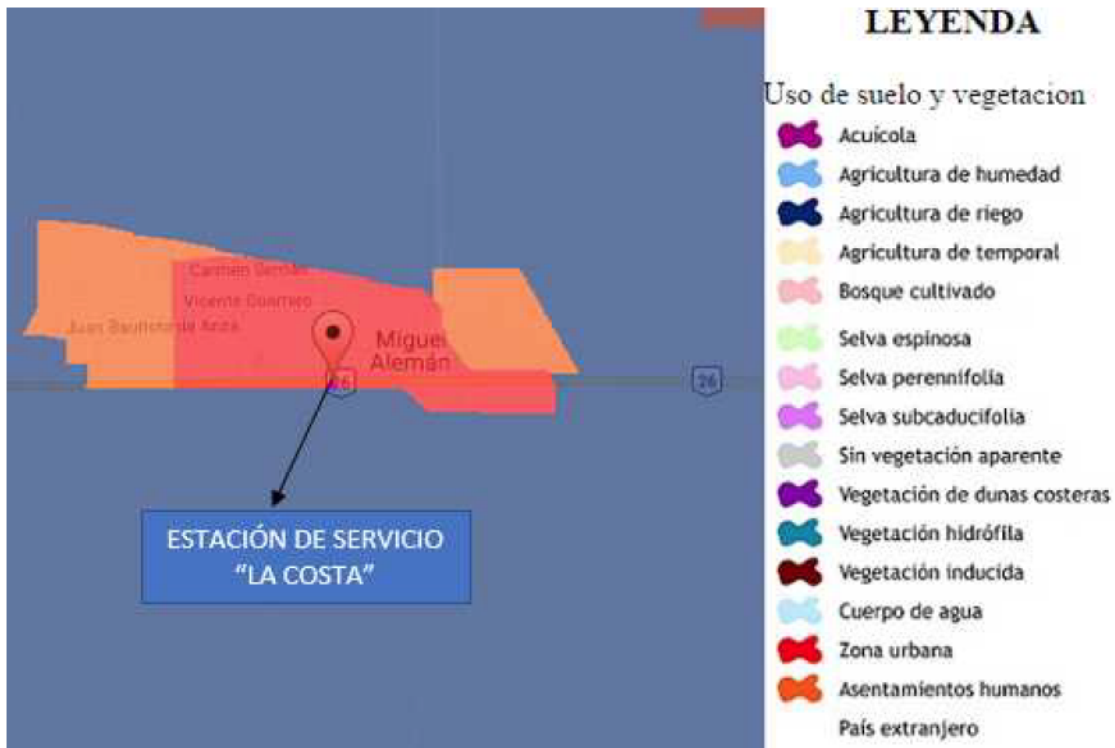 LEYENDA
Uso de suelo y vegetacion
Acuícola
Agricultura de humedad
Agricultura de riego
Agricultura de temporal
Bosque cultivado
Selva espinosa
Selva perennifolia
Selva subcaducifolia
Sin vegetación aparente
Vegetación de dunas costeras
Vegetación hidrófila
Vegetación inducida
Cuerpo de agua
Zona urbana
Asentamientos humanos
País extranjero
Carmen Serdán
Vicente Guerrero
Juan Bautista de Anza
Miguel
Alemán
26
26
ESTACIÓN DE SERVICIO
“LA COSTA”